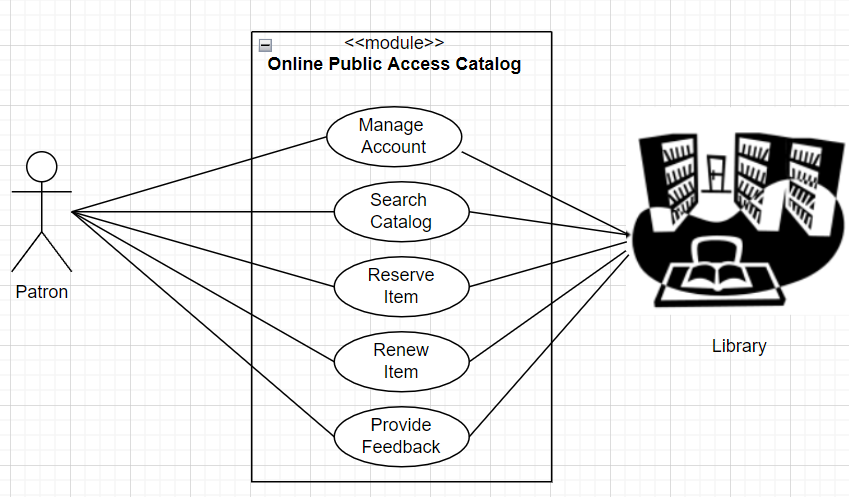 <<module>>
Online Public Access Catalog
Manage
Account
Search
Catalog
Reserve
Item
Renew
Item
Provide
Feedback
Patron
Library